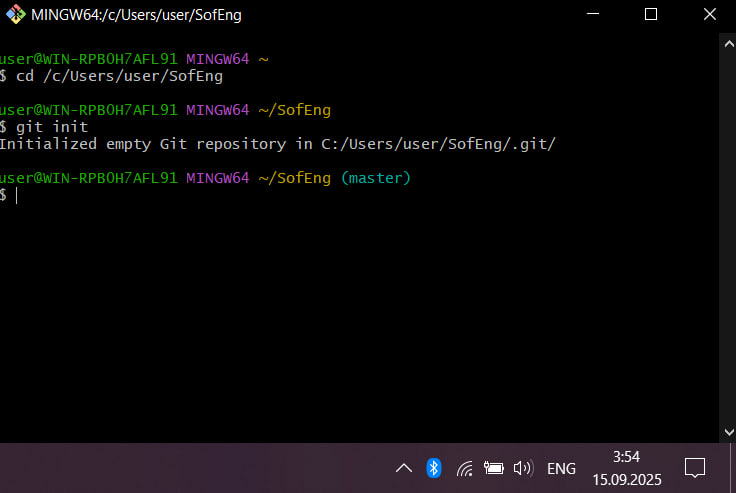 MINGW64:/c/Users/user/SofEng
user@WIN-RPBOH7AFL91 MINGW64 ~
$ cd /c/Users/user/SofEng
user@WIN-RPBOH7AFL91 MINGW64 ~/SofEng
$ git init
Initialized empty Git repository in C:/Users/user/SofEng/.git/
user@WIN-RPBOH7AFL91 MINGW64 ~/SofEng (master)
$
ENG
3:54
15.09.2025